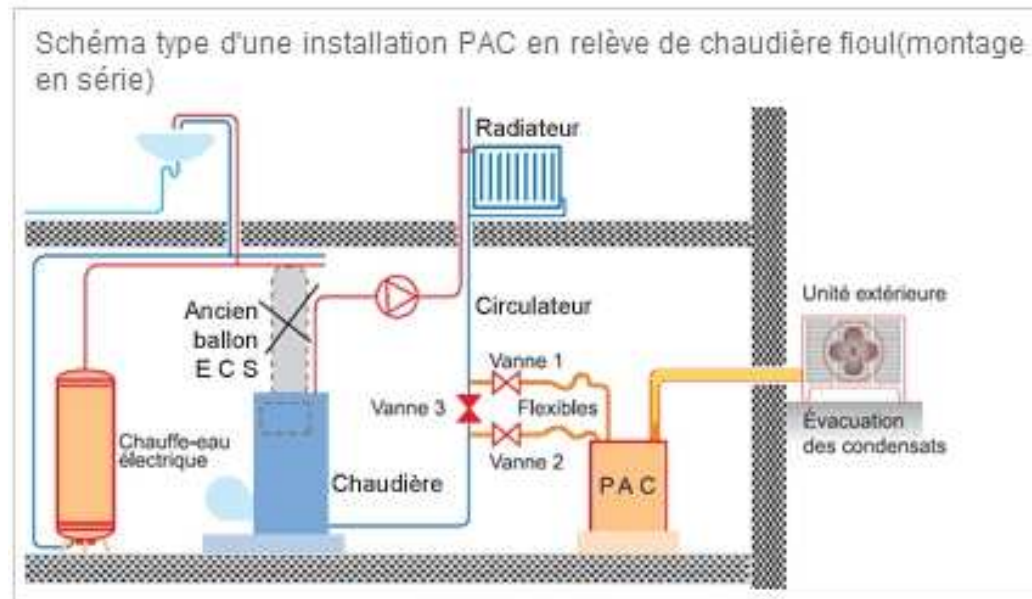 Schéma type d'une installation PAC en relève de chaudière fioul(montage
en série)
Radiateur
Ancien
ballon
E C S
Circulateur
Unité extérieure
Vanne 1
Vanne 3
Flexibles
Évacuation
des condensats
Chauffe-eau
électrique
Vanne 2
Chaudière
P A C